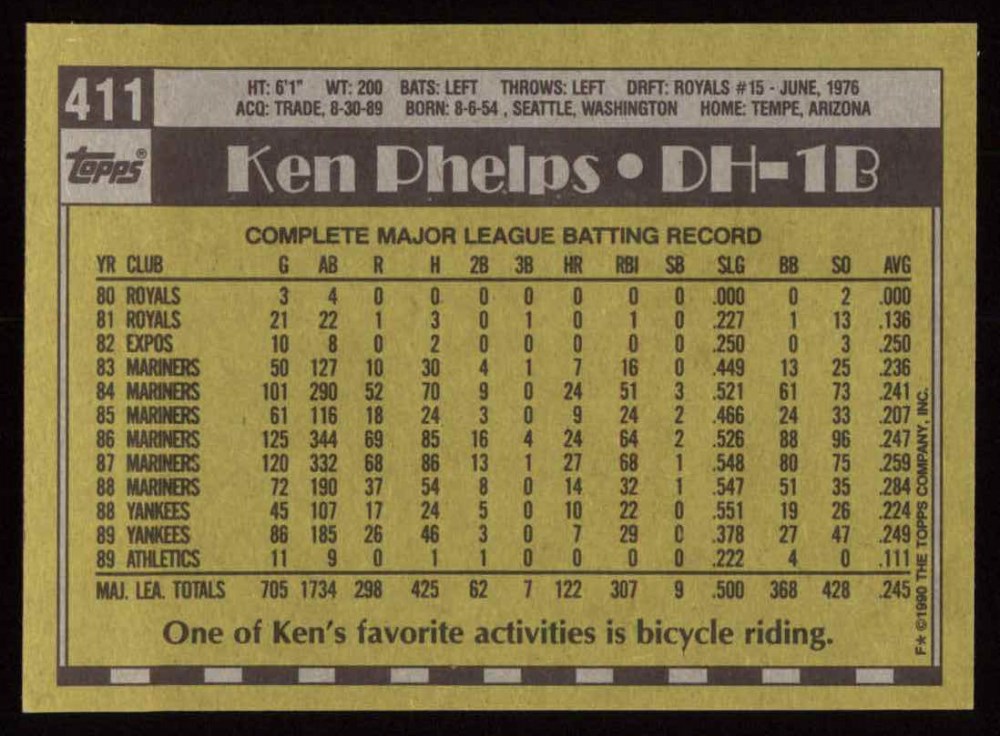 411
HT: 6'1" WT: 200 BATS: LEFT THROWS: LEFT DRFT: ROYALS #15 - JUNE, 1976
ACQ: TRADE, 8-30-89 BORN: 8-6-54 , SEATTLE, WASHINGTON HOME: TEMPE, ARIZONA
Topps®
Ken Phelps • DH-1B
COMPLETE MAJOR LEAGUE BATTING RECORD
YR CLUB G AB R H 2B 3B HR RBI SB SLG BB SO AVG
80 ROYALS 3 4 0 0 0 0 0 0 0 .000 0 2 .000
81 ROYALS 21 22 1 3 0 1 0 1 0 .227 1 13 .136
82 EXPOS 10 8 0 2 0 0 0 0 0 .250 0 3 .250
83 MARINERS 50 127 10 30 4 1 7 16 0 .449 13 25 .236
84 MARINERS 101 290 52 70 9 0 24 51 3 .521 61 73 .241
85 MARINERS 61 116 18 24 3 0 9 24 2 .466 24 33 .207
86 MARINERS 125 344 69 85 16 4 24 64 2 .526 88 96 .247
87 MARINERS 120 332 68 86 13 1 27 68 1 .548 80 75 .259
88 MARINERS 72 190 37 54 8 0 14 32 1 .547 51 35 .284
88 YANKEES 45 107 17 24 5 0 10 22 0 .551 19 26 .224
89 YANKEES 86 185 26 46 3 0 7 29 0 .378 27 47 .249
89 ATHLETICS 11 9 0 1 1 0 0 0 0 .222 4 0 .111
MAJ. LEA. TOTALS 705 1734 298 425 62 7 122 307 9 .500 368 428 .245
One of Ken's favorite activities is bicycle riding.
F* ©1990 THE TOPPS COMPANY, INC.